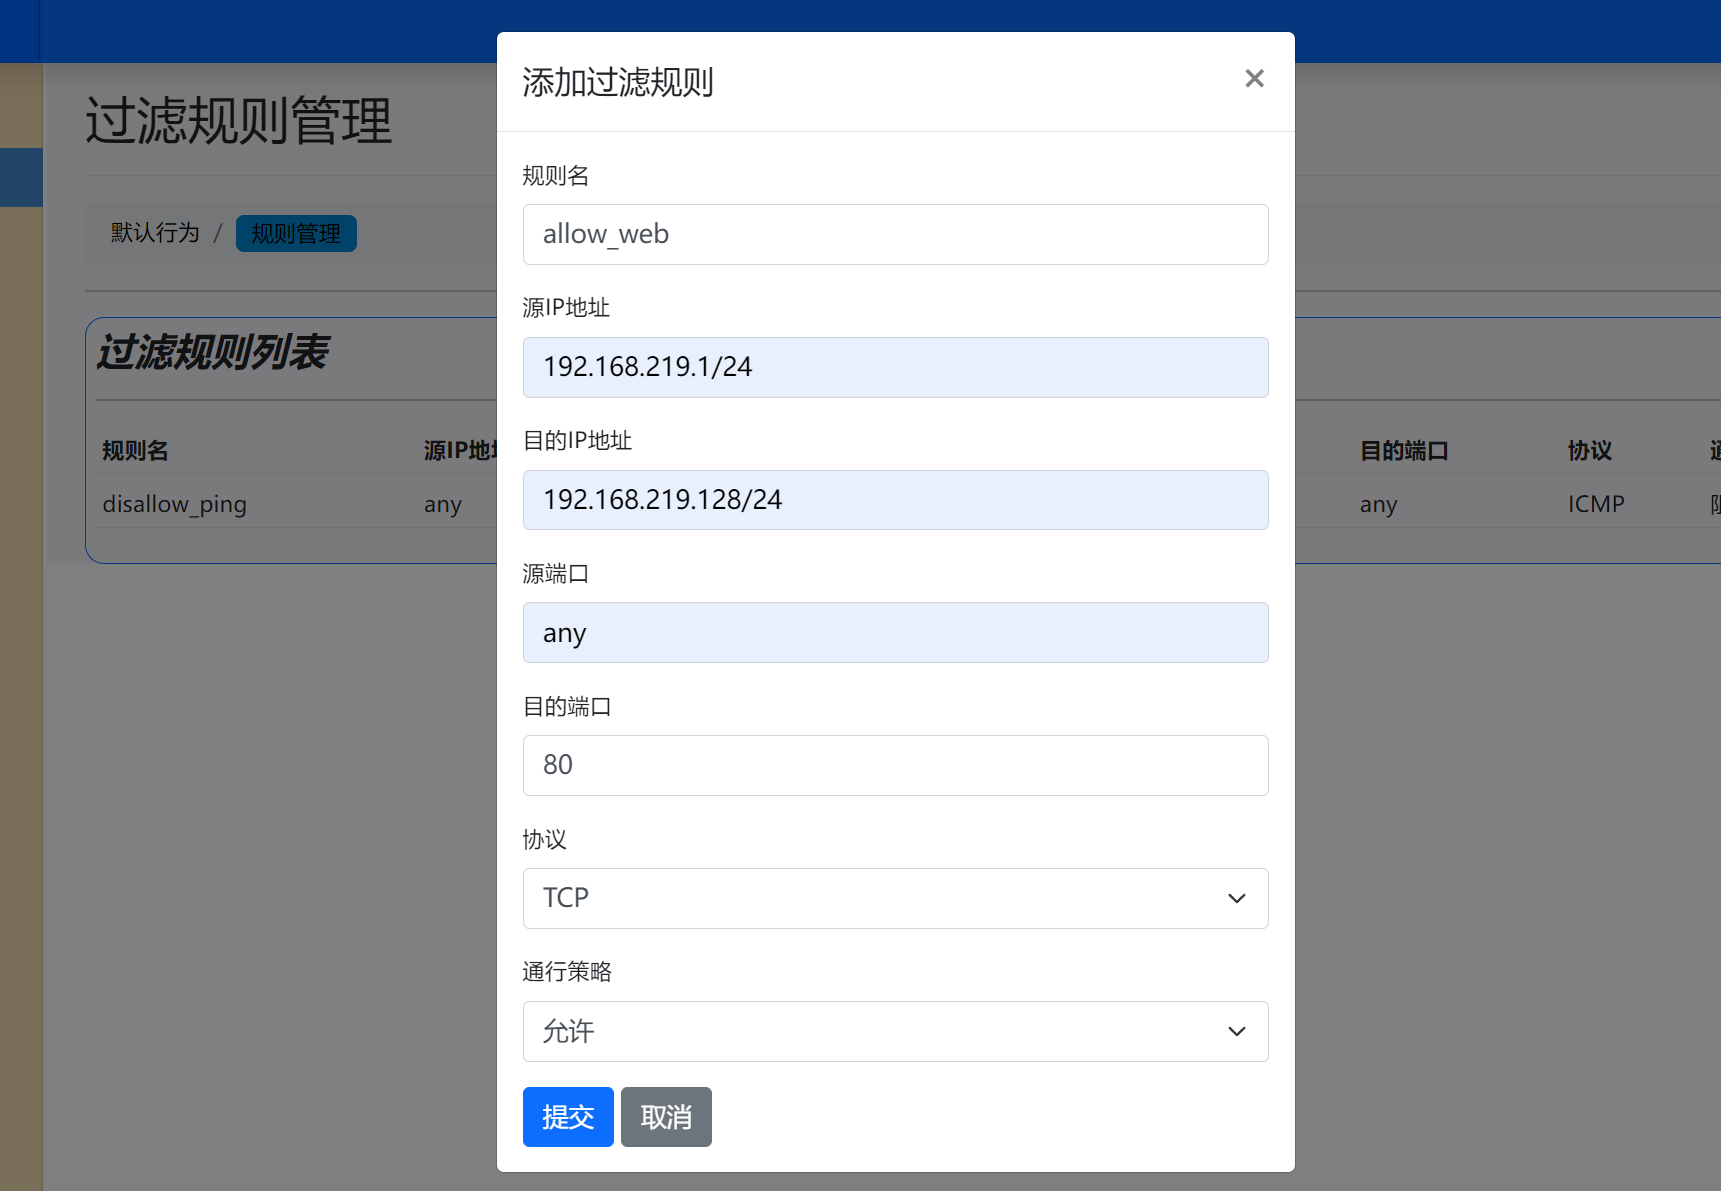 添加过滤规则
×
规则名
allow_web
源IP地址
192.168.219.1/24
目的IP地址
192.168.219.128/24
源端口
any
目的端口
80
协议
TCP
通行策略
允许
提交 取消
过滤规则管理
默认行为 / 规则管理
过滤规则列表
规则名 源IP地 目的端口 协议
disallow_ping any any ICMP